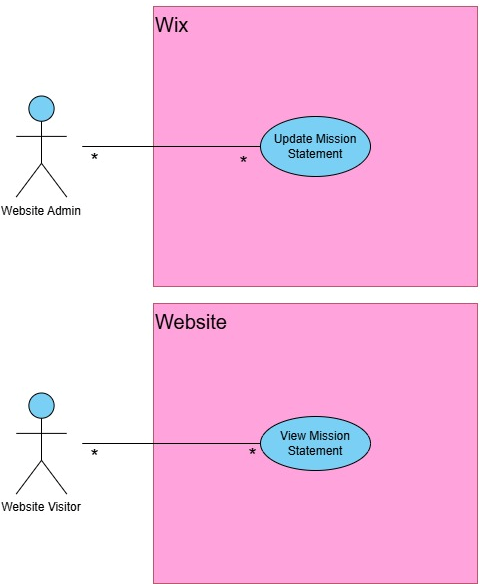 Wix
Update Mission
Statement
*
*
Website Admin
Website
View Mission
Statement
*
*
Website Visitor